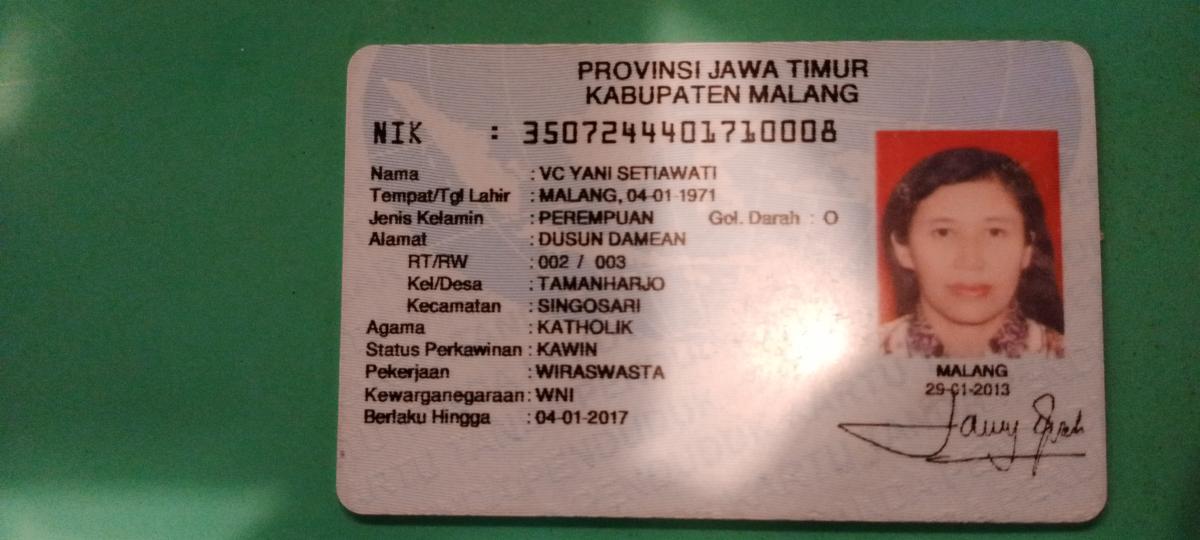 PROVINSI JAWA TIMUR
KABUPATEN MALANG
NIK : 3507244401710008
Nama : VC YANI SETIAWATI
Tempat/Tgl Lahir : MALANG, 04-01-1971
Jenis Kelamin : PEREMPUAN Gol. Darah : O
Alamat : DUSUN DAMEAN
RT/RW : 002 / 003
Kel/Desa : TAMANHARJO
Kecamatan : SINGOSARI
Agama : KATHOLIK
Status Perkawinan : KAWIN
Pekerjaan : WIRASWASTA
Kewarganegaraan : WNI
Berlaku Hingga : 04-01-2017
MALANG
29-01-2013